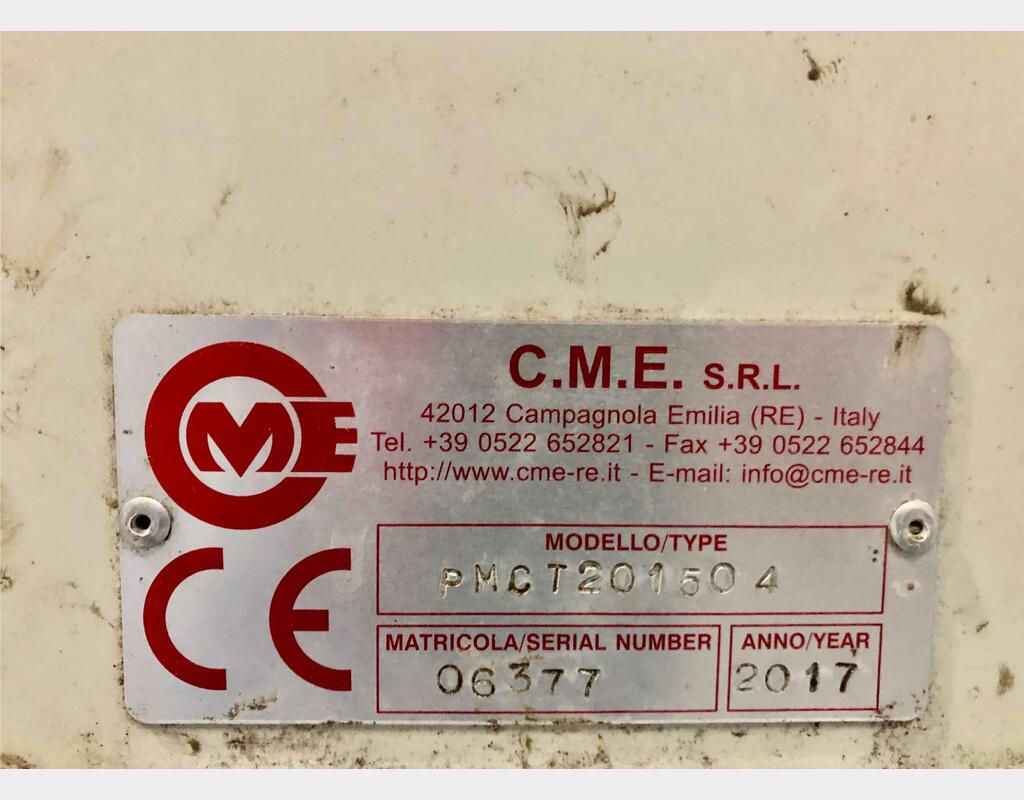 CME
C.M.E. S.R.L.
42012 Campagnola Emilia (RE) - Italy
Tel. +39 0522 652821 - Fax +39 0522 652844
http://www.cme-re.it - E-mail: info@cme-re.it
CE
MODELLO/TYPE
PMCT201504
MATRICOLA/SERIAL NUMBER
06377
ANNO/YEAR
2017